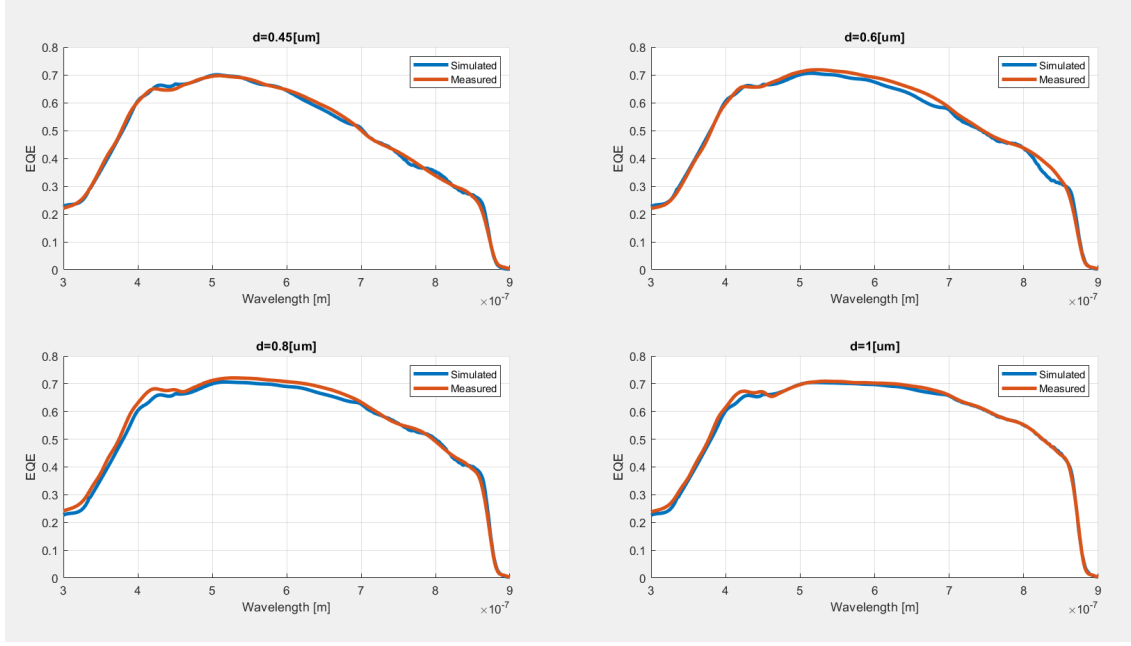 d=0.45[um]
0.8
0.7
0.6
0.5
0.4
0.3
0.2
0.1
0
EQE
Simulated
Measured
3 4 5 6 7 8 9
Wavelength [m]
×10-7
d=0.6[um]
0.8
0.7
0.6
0.5
0.4
0.3
0.2
0.1
0
EQE
Simulated
Measured
3 4 5 6 7 8 9
Wavelength [m]
×10-7
d=0.8[um]
0.8
0.7
0.6
0.5
0.4
0.3
0.2
0.1
0
EQE
Simulated
Measured
3 4 5 6 7 8 9
Wavelength [m]
×10-7
d=1[um]
0.8
0.7
0.6
0.5
0.4
0.3
0.2
0.1
0
EQE
Simulated
Measured
3 4 5 6 7 8 9
Wavelength [m]
×10-7